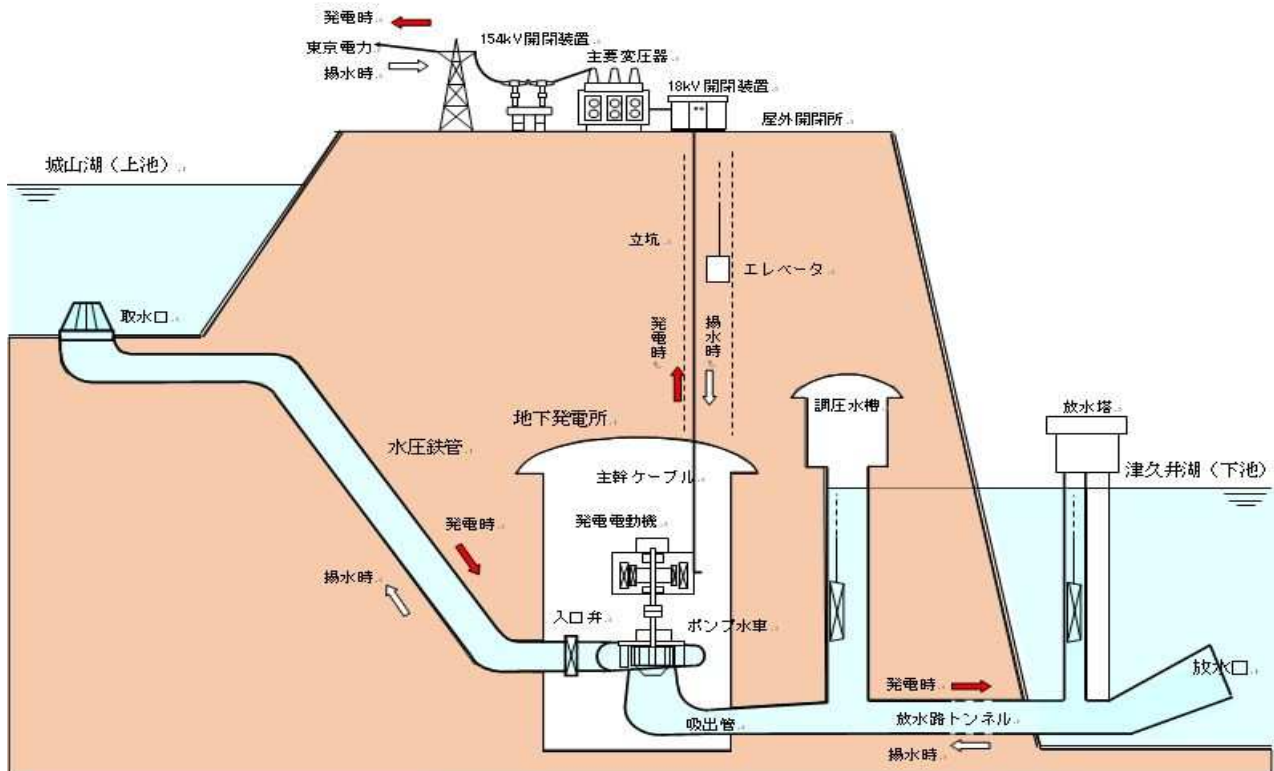 発電時
東京電力
揚水時
154kV開閉装置
主要変圧器
18kV開閉装置
屋外開閉所
城山湖（上池）
立坑
エレベータ
取水口
発電時
揚水時
調圧水槽
放水塔
地下発電所
水圧鉄管
主幹ケーブル
津久井湖（下池）
発電時
発電電動機
揚水時
入口弁
ポンプ水車
放水口
発電時
吸出管
放水路トンネル
揚水時